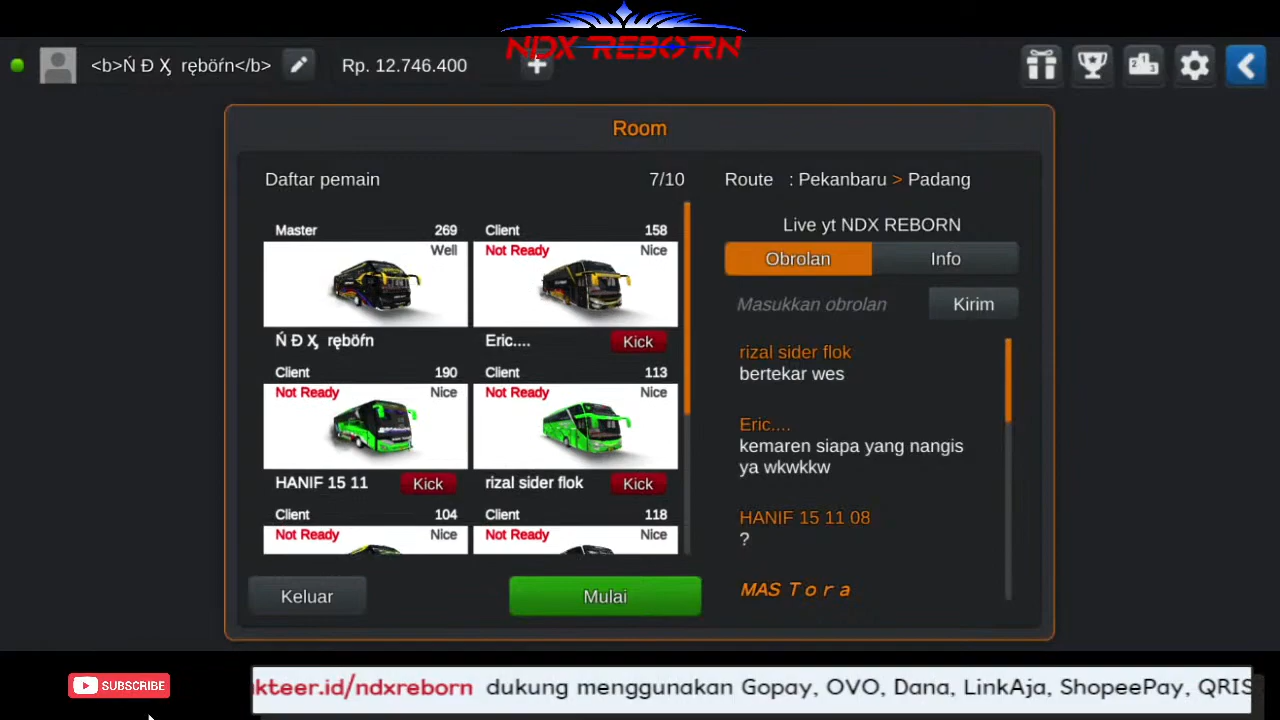 NDX REBORN
<b>Ń Đ Ҳ ręböŕn</b>
Rp. 12.746.400
Room
Daftar pemain 7/10
Master 269
Well
Ń Đ Ҳ ręböŕn
Client 158
Not Ready Nice
Eric.... Kick
Client 190
Not Ready Nice
HANIF 15 11 Kick
Client 113
Not Ready Nice
rizal sider flok Kick
Client 104
Not Ready Nice
Client 118
Not Ready Nice
Keluar
Mulai
Route : Pekanbaru > Padang
Live yt NDX REBORN
Obrolan Info
Masukkan obrolan Kirim
rizal sider flok
bertekar wes
Eric....
kemaren siapa yang nangis
ya wkwkkw
HANIF 15 11 08
?
MAS T o r a
SUBSCRIBE
kteer.id/ndxreborn dukung menggunakan Gopay, OVO, Dana, LinkAja, ShopeePay, QRIS